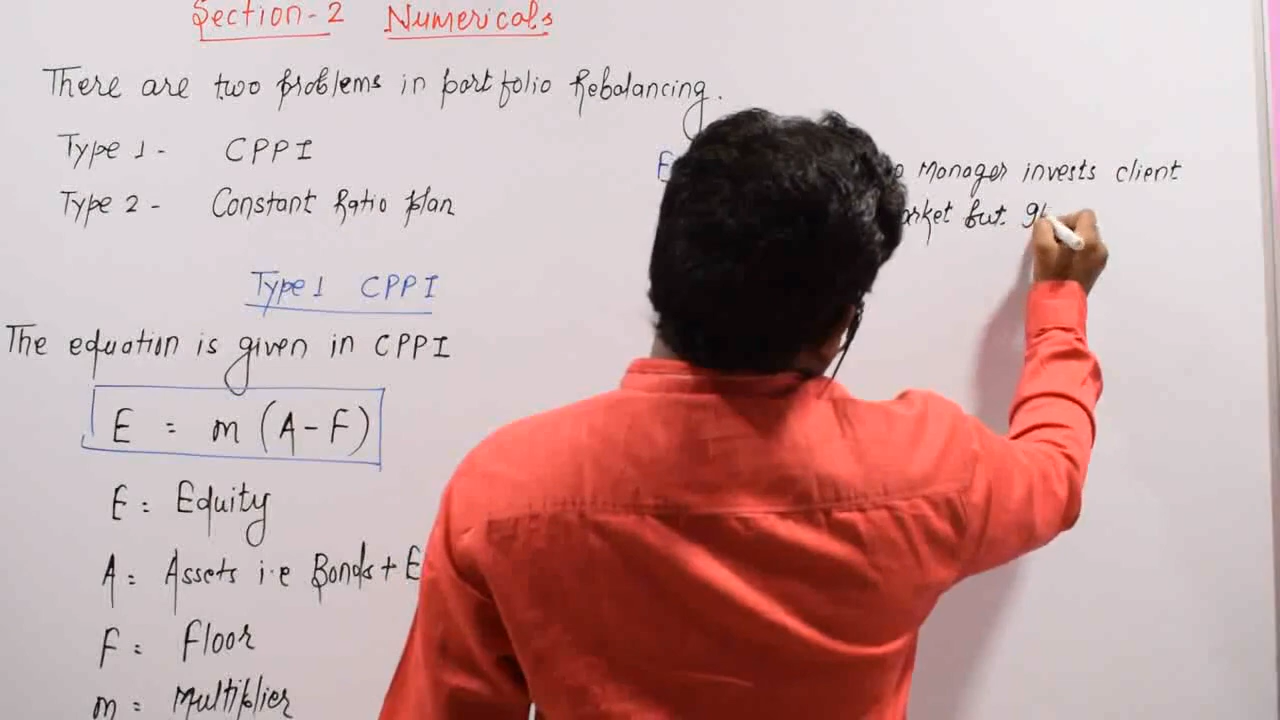 Section-2 Numericals
There are two problems in portfolio Rebalancing.
Type 1- CPPI
Type 2 - Constant Ratio plan
Type 1 CPPI
The equation is given in CPPI
E = m (A-F)
E = Equity
A = Assets i.e Bonds + E
F = Floor
m = Multiplier
Manager invests client
but